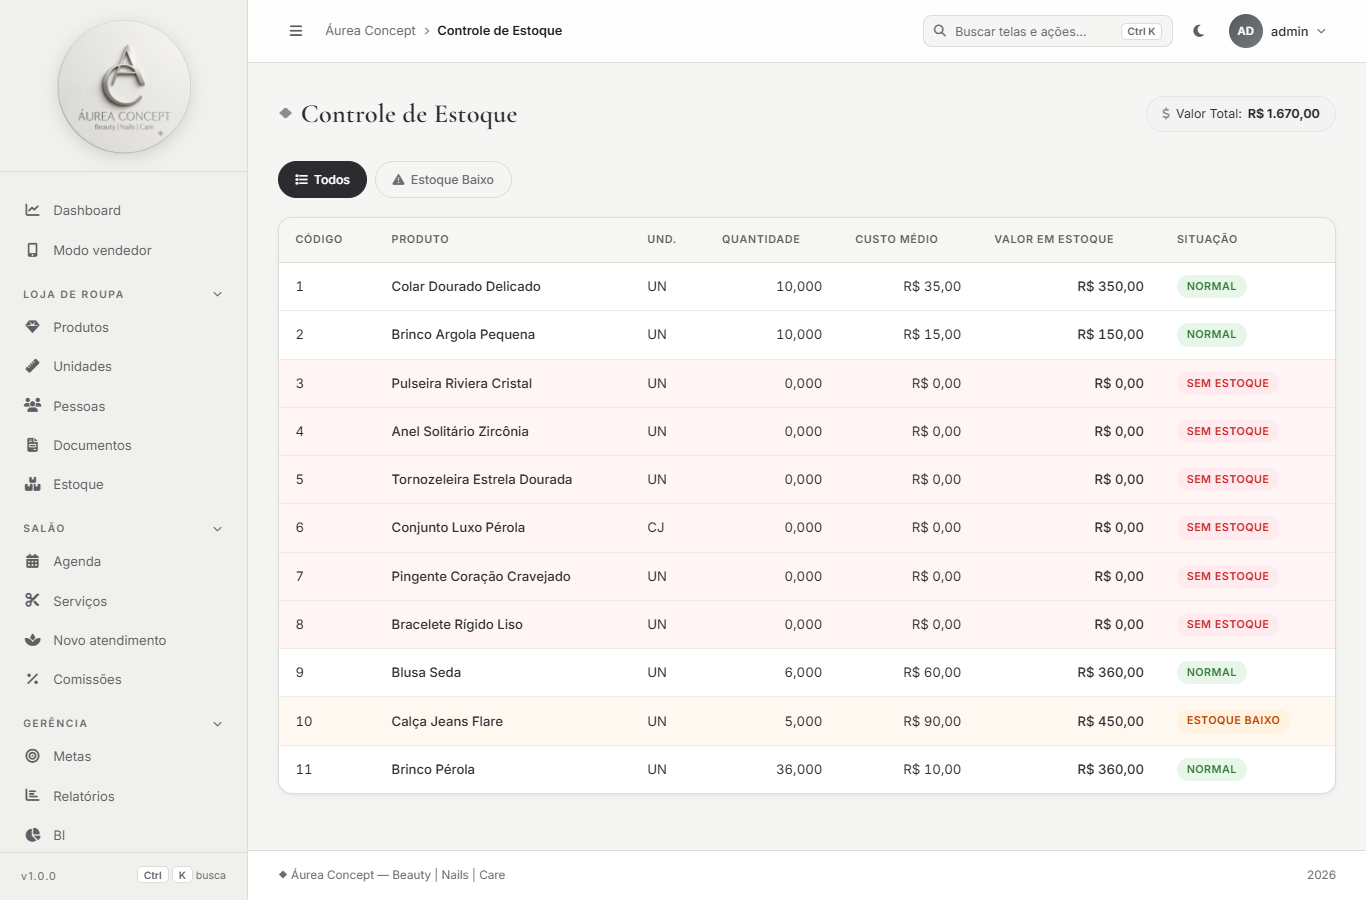 ÁUREA CONCEPT
Beauty | Nails | Care
Dashboard
Modo vendedor
LOJA DE ROUPA
Produtos
Unidades
Pessoas
Documentos
Estoque
SALÃO
Agenda
Serviços
Novo atendimento
Comissões
GERÊNCIA
Metas
Relatórios
BI
v1.0.0 Ctrl K busca
Áurea Concept › Controle de Estoque
Buscar telas e ações... Ctrl K
AD admin
Controle de Estoque
$ Valor Total: R$ 1.670,00
Todos Estoque Baixo
CÓDIGO PRODUTO UND. QUANTIDADE CUSTO MÉDIO VALOR EM ESTOQUE SITUAÇÃO
1 Colar Dourado Delicado UN 10,000 R$ 35,00 R$ 350,00 NORMAL
2 Brinco Argola Pequena UN 10,000 R$ 15,00 R$ 150,00 NORMAL
3 Pulseira Riviera Cristal UN 0,000 R$ 0,00 R$ 0,00 SEM ESTOQUE
4 Anel Solitário Zircônia UN 0,000 R$ 0,00 R$ 0,00 SEM ESTOQUE
5 Tornozeleira Estrela Dourada UN 0,000 R$ 0,00 R$ 0,00 SEM ESTOQUE
6 Conjunto Luxo Pérola CJ 0,000 R$ 0,00 R$ 0,00 SEM ESTOQUE
7 Pingente Coração Cravejado UN 0,000 R$ 0,00 R$ 0,00 SEM ESTOQUE
8 Bracelete Rígido Liso UN 0,000 R$ 0,00 R$ 0,00 SEM ESTOQUE
9 Blusa Seda UN 6,000 R$ 60,00 R$ 360,00 NORMAL
10 Calça Jeans Flare UN 5,000 R$ 90,00 R$ 450,00 ESTOQUE BAIXO
11 Brinco Pérola UN 36,000 R$ 10,00 R$ 360,00 NORMAL
◆ Áurea Concept — Beauty | Nails | Care
2026